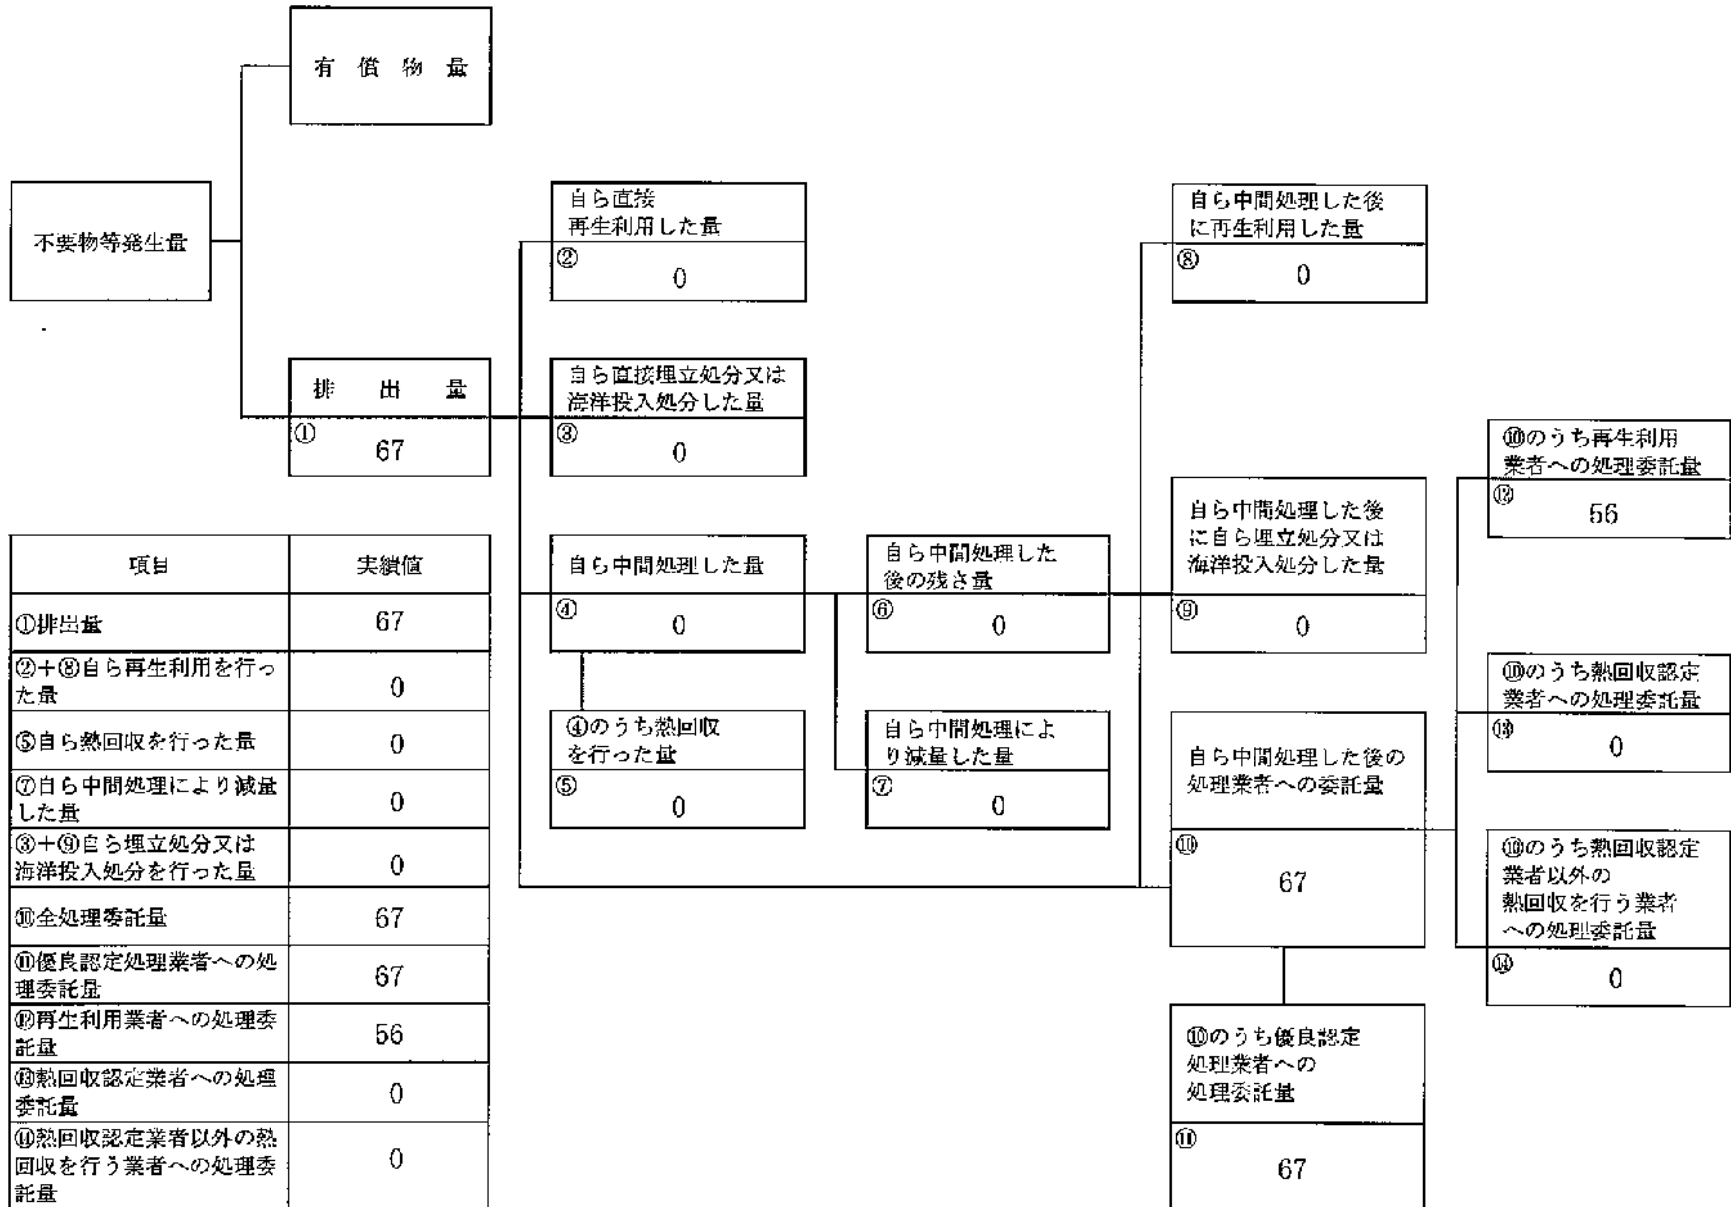 有償物量
不要物等発生量
排出量
①
67
自ら直接
再生利用した量
②
0
自ら直接埋立処分又は
海洋投入処分した量
③
0
自ら中間処理した量
④
0
④のうち熱回収
を行った量
⑤
0
自ら中間処理した
後の残さ量
⑥
0
自ら中間処理によ
り減量した量
⑦
0
自ら中間処理した後
に再生利用した量
⑧
0
自ら中間処理した後
に自ら埋立処分又は
海洋投入処分した量
⑨
0
自ら中間処理した後の
処理業者への委託量
⑩
67
⑩のうち優良認定
処理業者への
処理委託量
⑪
67
⑩のうち再生利用
業者への処理委託量
⑫
56
⑩のうち熱回収認定
業者への処理委託量
⑬
0
⑩のうち熱回収認定
業者以外の
熱回収を行う業者
への処理委託量
⑭
0
項目 実績値
①排出量 67
②+⑧自ら再生利用を行っ
た量 0
⑤自ら熱回収を行った量 0
⑦自ら中間処理により減量
した量 0
③+⑨自ら埋立処分又は
海洋投入処分を行った量 0
⑩全処理委託量 67
⑪優良認定処理業者への処
理委託量 67
⑫再生利用業者への処理委
託量 56
⑬熱回収認定業者への処理
委託量 0
⑭熱回収認定業者以外の熱
回収を行う業者への処理委
託量 0